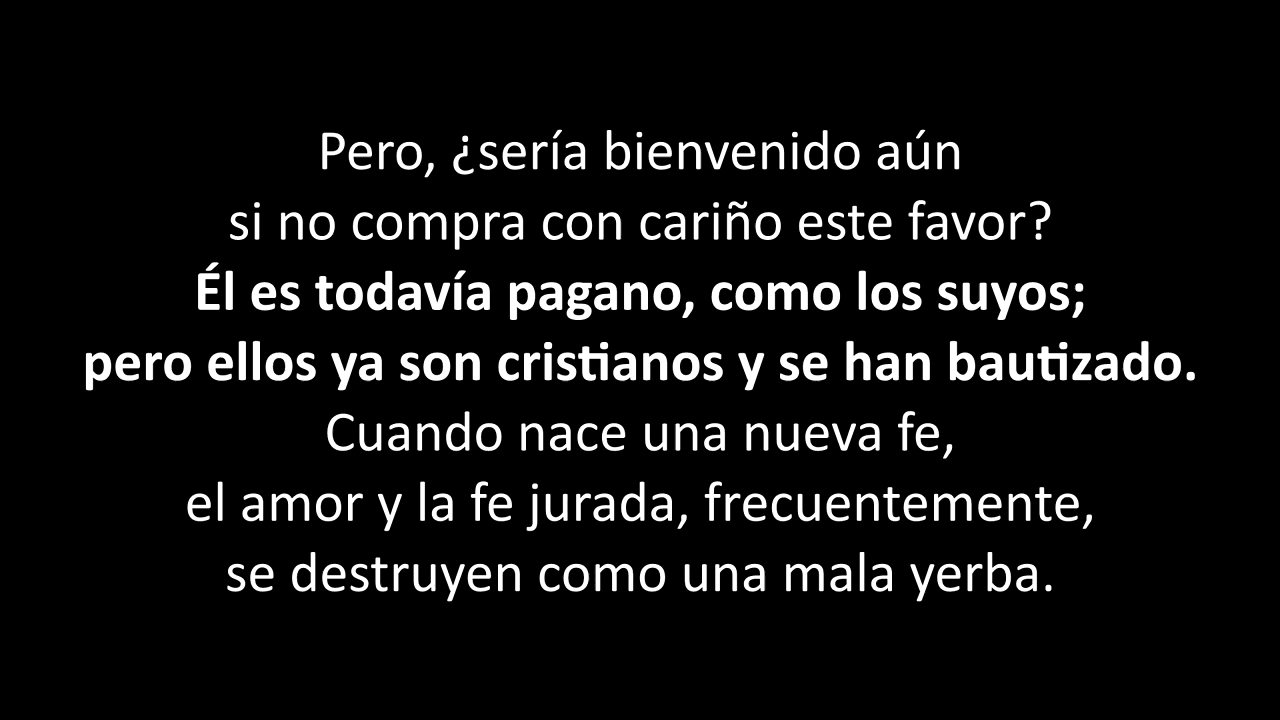 Pero, ¿sería bienvenido aún
si no compra con cariño este favor?
Él es todavía pagano, como los suyos;
pero ellos ya son cristianos y se han bautizado.
Cuando nace una nueva fe,
el amor y la fe jurada, frecuentemente,
se destruyen como una mala yerba.